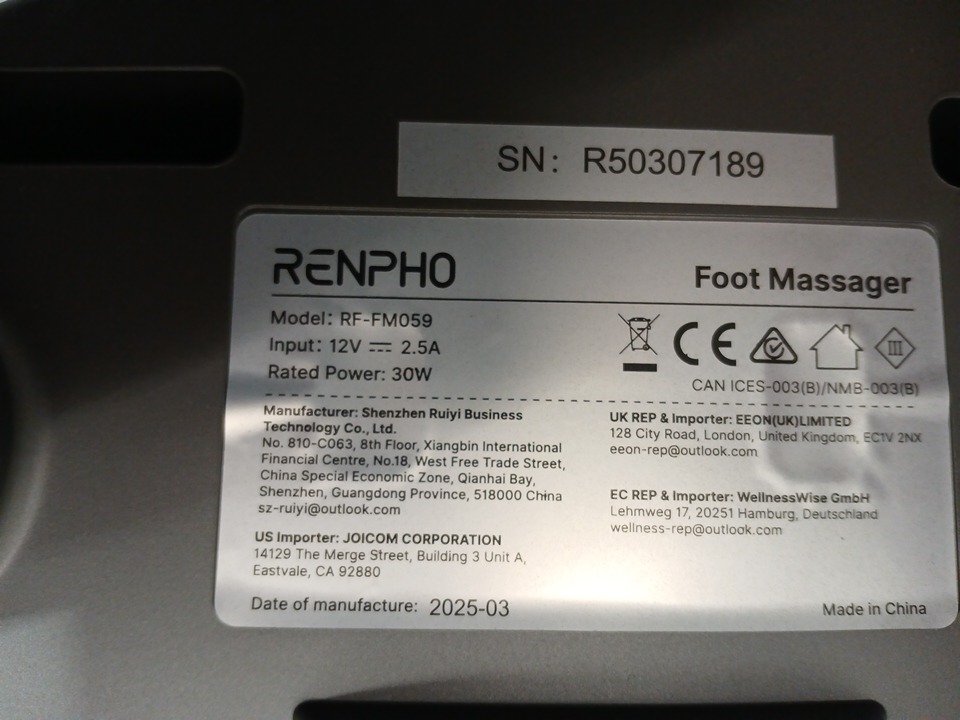 SN: R50307189
RENPHO
Foot Massager
Model: RF-FM059
Input: 12V ⎓ 2.5A
Rated Power: 30W
CE
III
CAN ICES-003(B)/NMB-003(B)
Manufacturer: Shenzhen Ruiyi Business
Technology Co., Ltd.
No. 810-C063, 8th Floor, Xiangbin International
Financial Centre, No.18, West Free Trade Street,
China Special Economic Zone, Qianhai Bay,
Shenzhen, Guangdong Province, 518000 China
sz-ruiyi@outlook.com
US Importer: JOICOM CORPORATION
14129 The Merge Street, Building 3 Unit A,
Eastvale, CA 92880
UK REP & Importer: EEON(UK)LIMITED
128 City Road, London, United Kingdom, EC1V 2NX
eeon-rep@outlook.com
EC REP & Importer: WellnessWise GmbH
Lehmweg 17, 20251 Hamburg, Deutschland
wellness-rep@outlook.com
Date of manufacture: 2025-03
Made in China